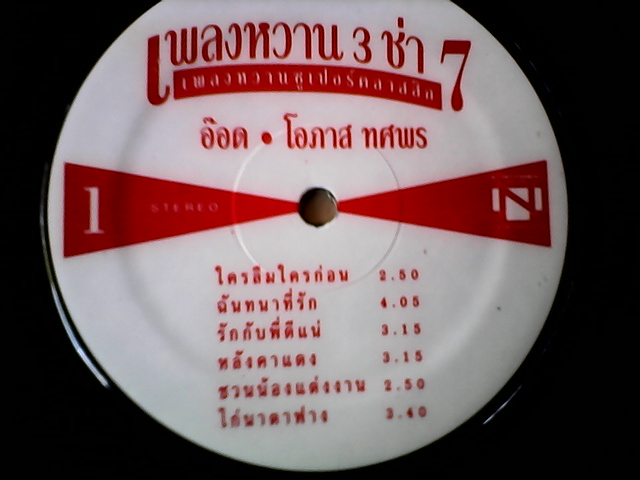 เพลงหวาน 3 ช่า 7
เพลงหวานซูเปอร์คลาสสิค
อ๊อด • โอภาส ทศพร
1 STEREO
ใครลืมใครก่อน 2.50
ฉันทนาที่รัก 4.05
รักกับพี่ดีแน่ 3.15
หลังคาแดง 3.15
ชวนน้องแต่งงาน 2.50
ไก่นาตาฟาง 3.40